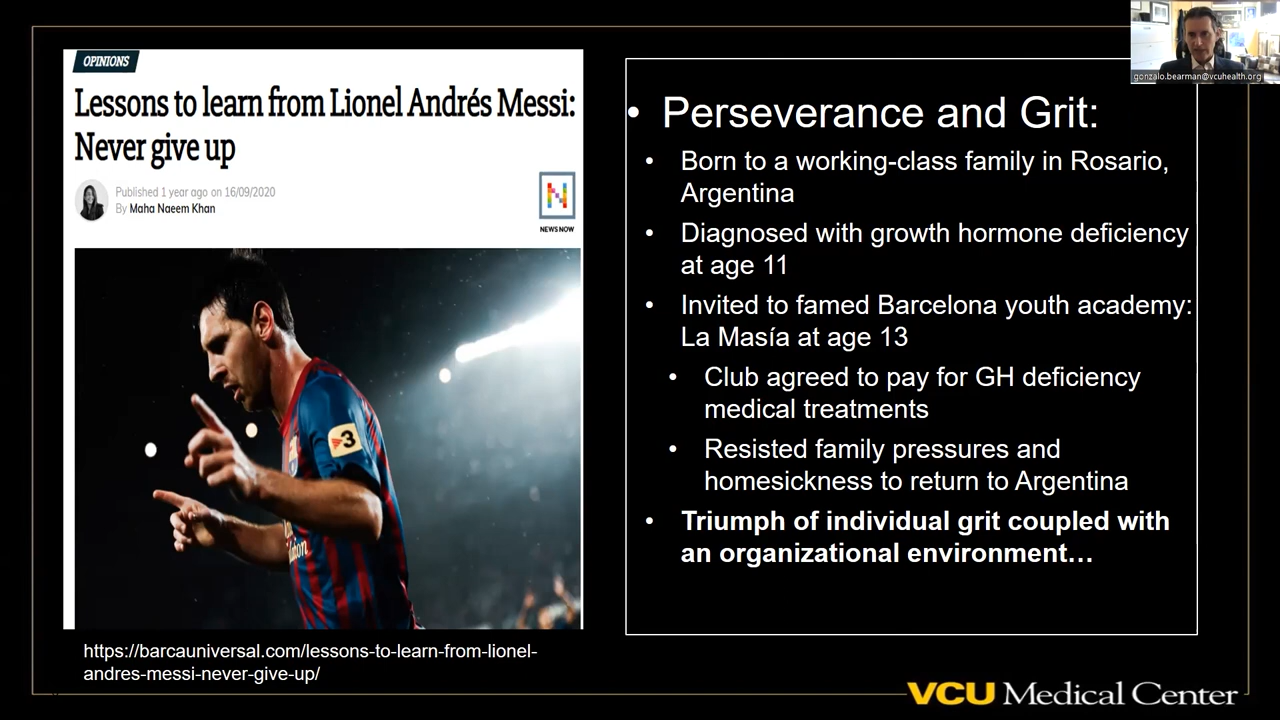 OPINIONS
Lessons to learn from Lionel Andrés Messi:
Never give up
Published 1 year ago on 16/09/2020
By Maha Naeem Khan
N
NEWS NOW
3
https://barcauniversal.com/lessons-to-learn-from-lionel-
andres-messi-never-give-up/
gonzalo.bearman@vcuhealth.org
• Perseverance and Grit:
• Born to a working-class family in Rosario,
Argentina
• Diagnosed with growth hormone deficiency
at age 11
• Invited to famed Barcelona youth academy:
La Masía at age 13
• Club agreed to pay for GH deficiency
medical treatments
• Resisted family pressures and
homesickness to return to Argentina
• Triumph of individual grit coupled with
an organizational environment…
VCU Medical Center